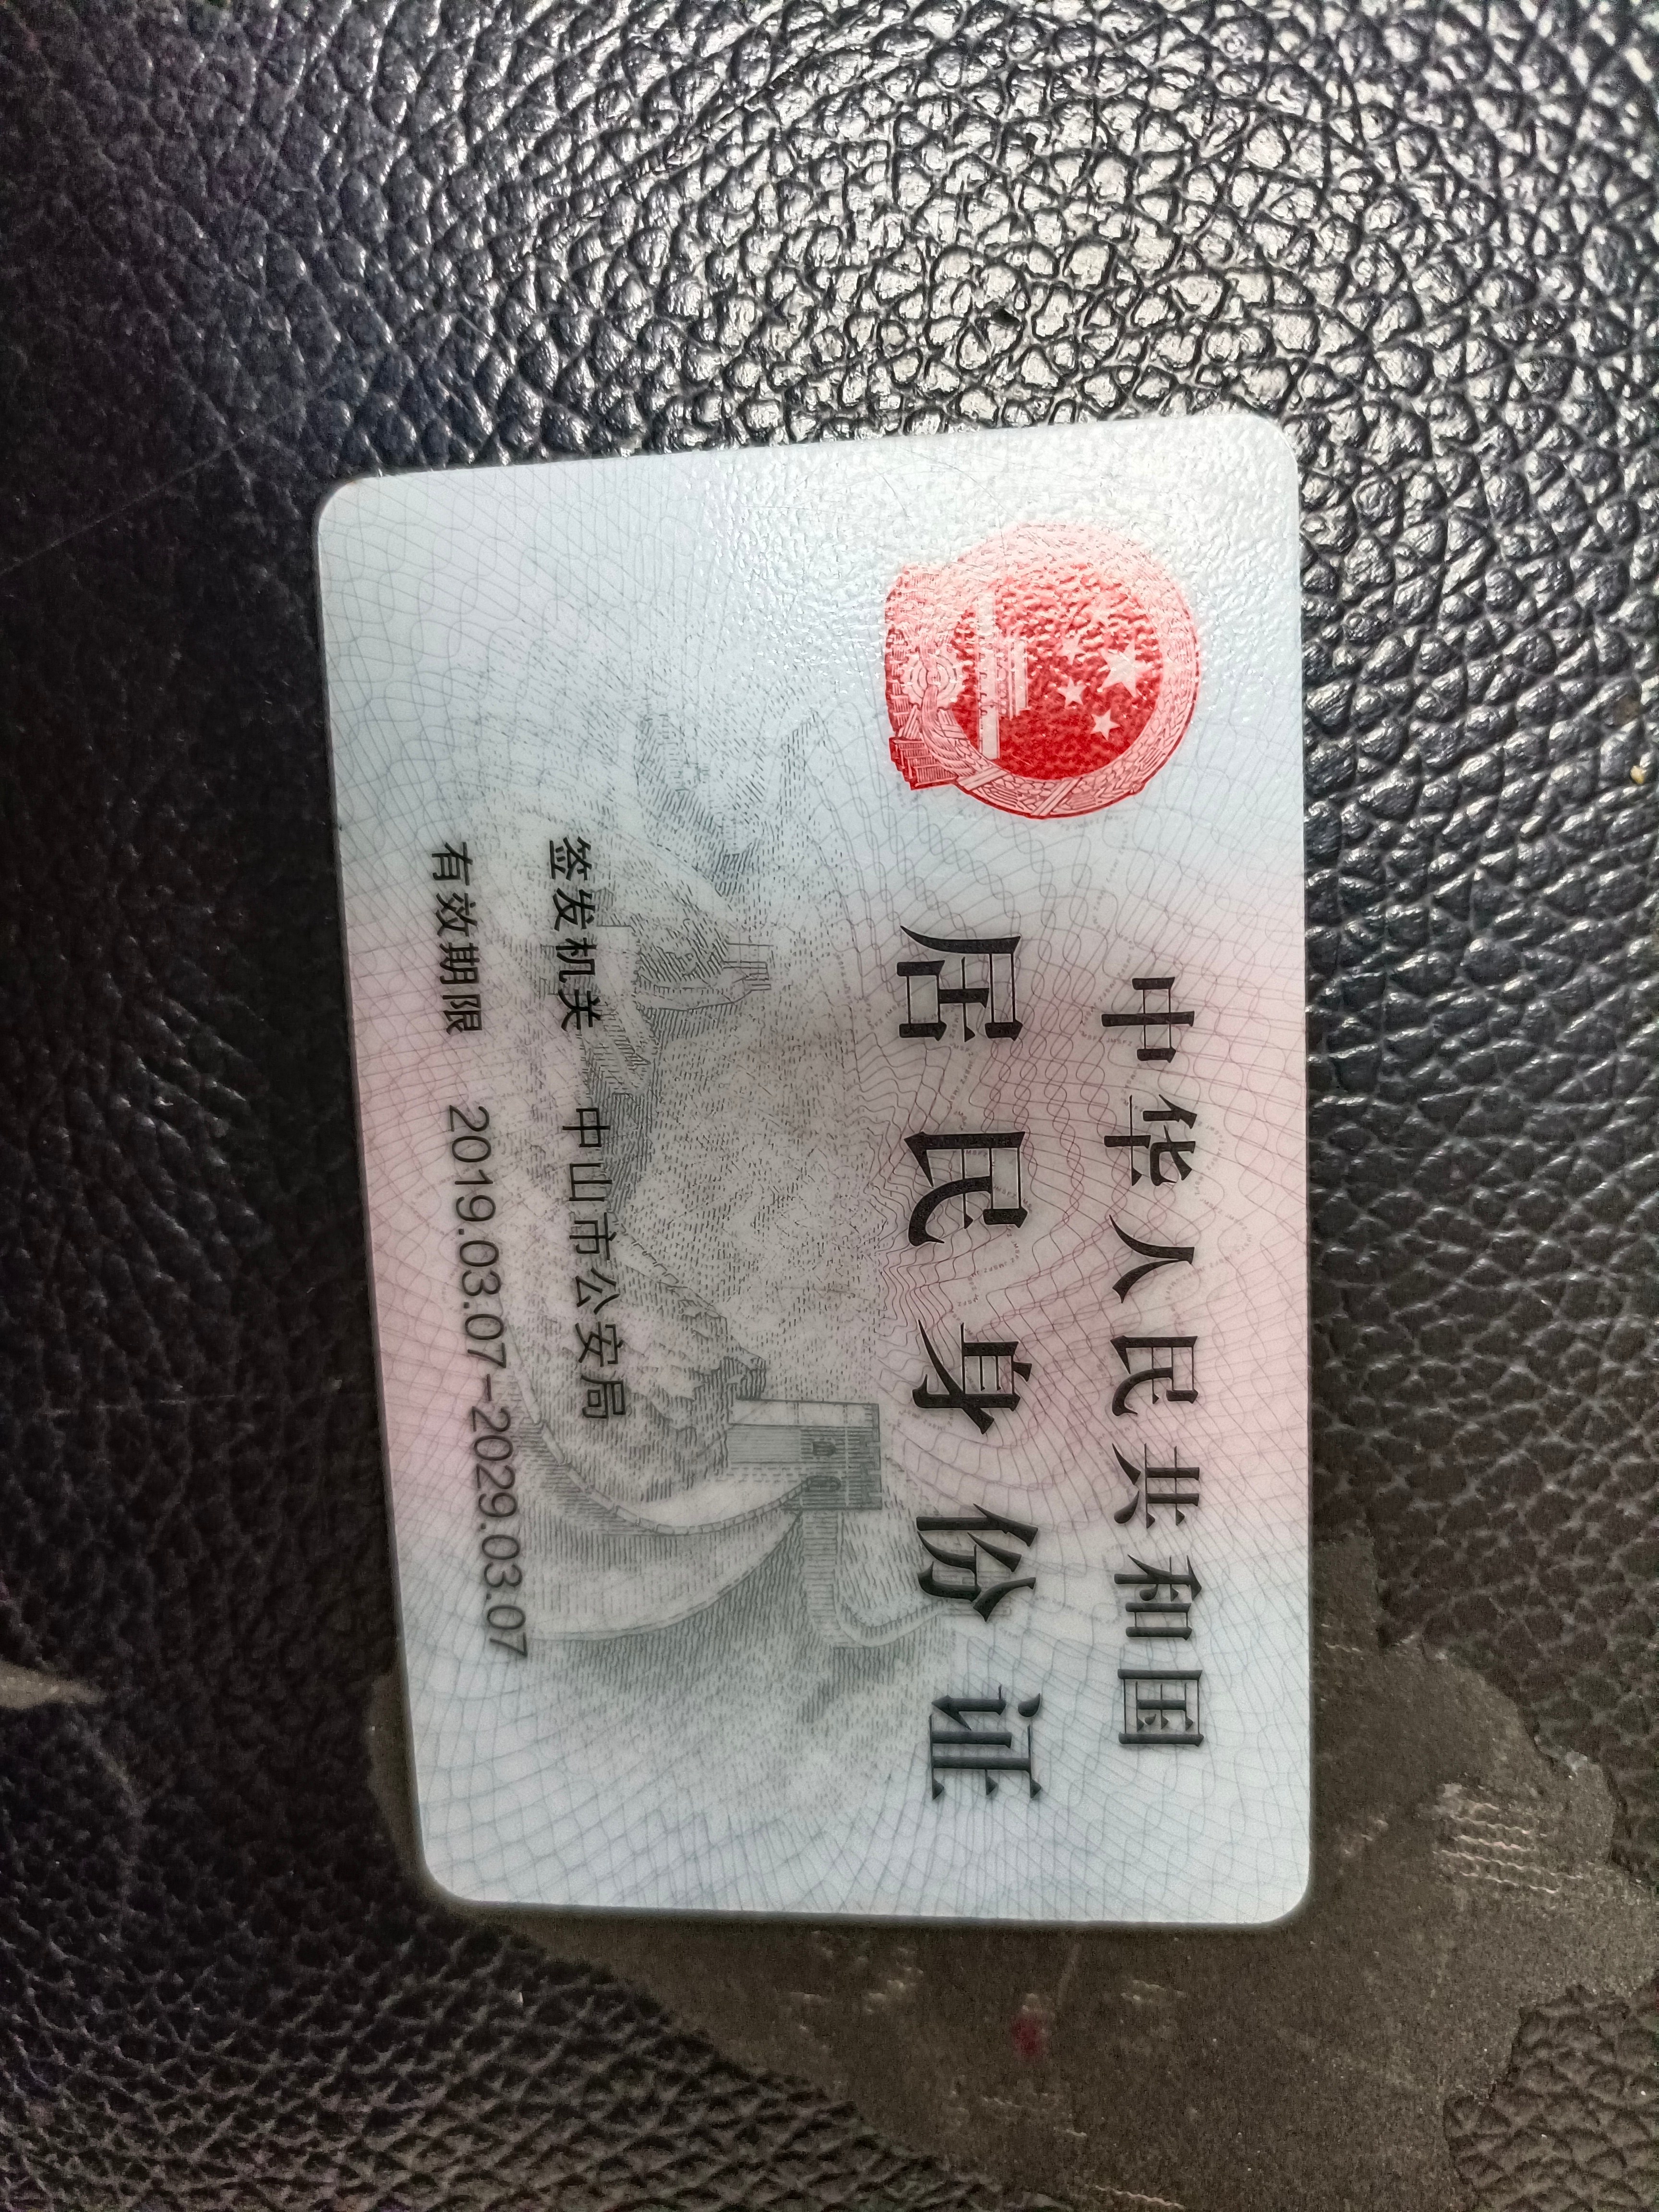 中华人民共和国
居民身份证
签发机关 中山市公安局
有效期限 2019.03.07-2029.03.07